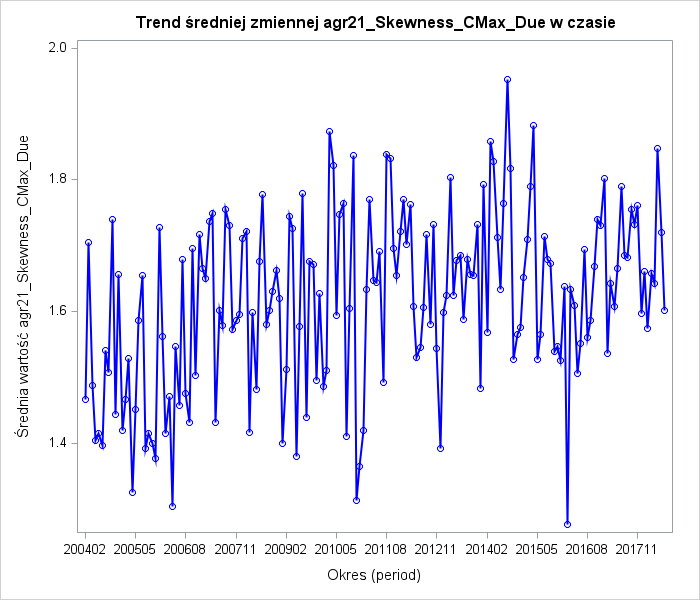 Trend średniej zmiennej agr21_Skewness_CMax_Due w czasie
Średnia wartość agr21_Skewness_CMax_Due
2.0
1.8
1.6
1.4
200402 200505 200608 200711 200902 201005 201108 201211 201402 201505 201608 201711
Okres (period)